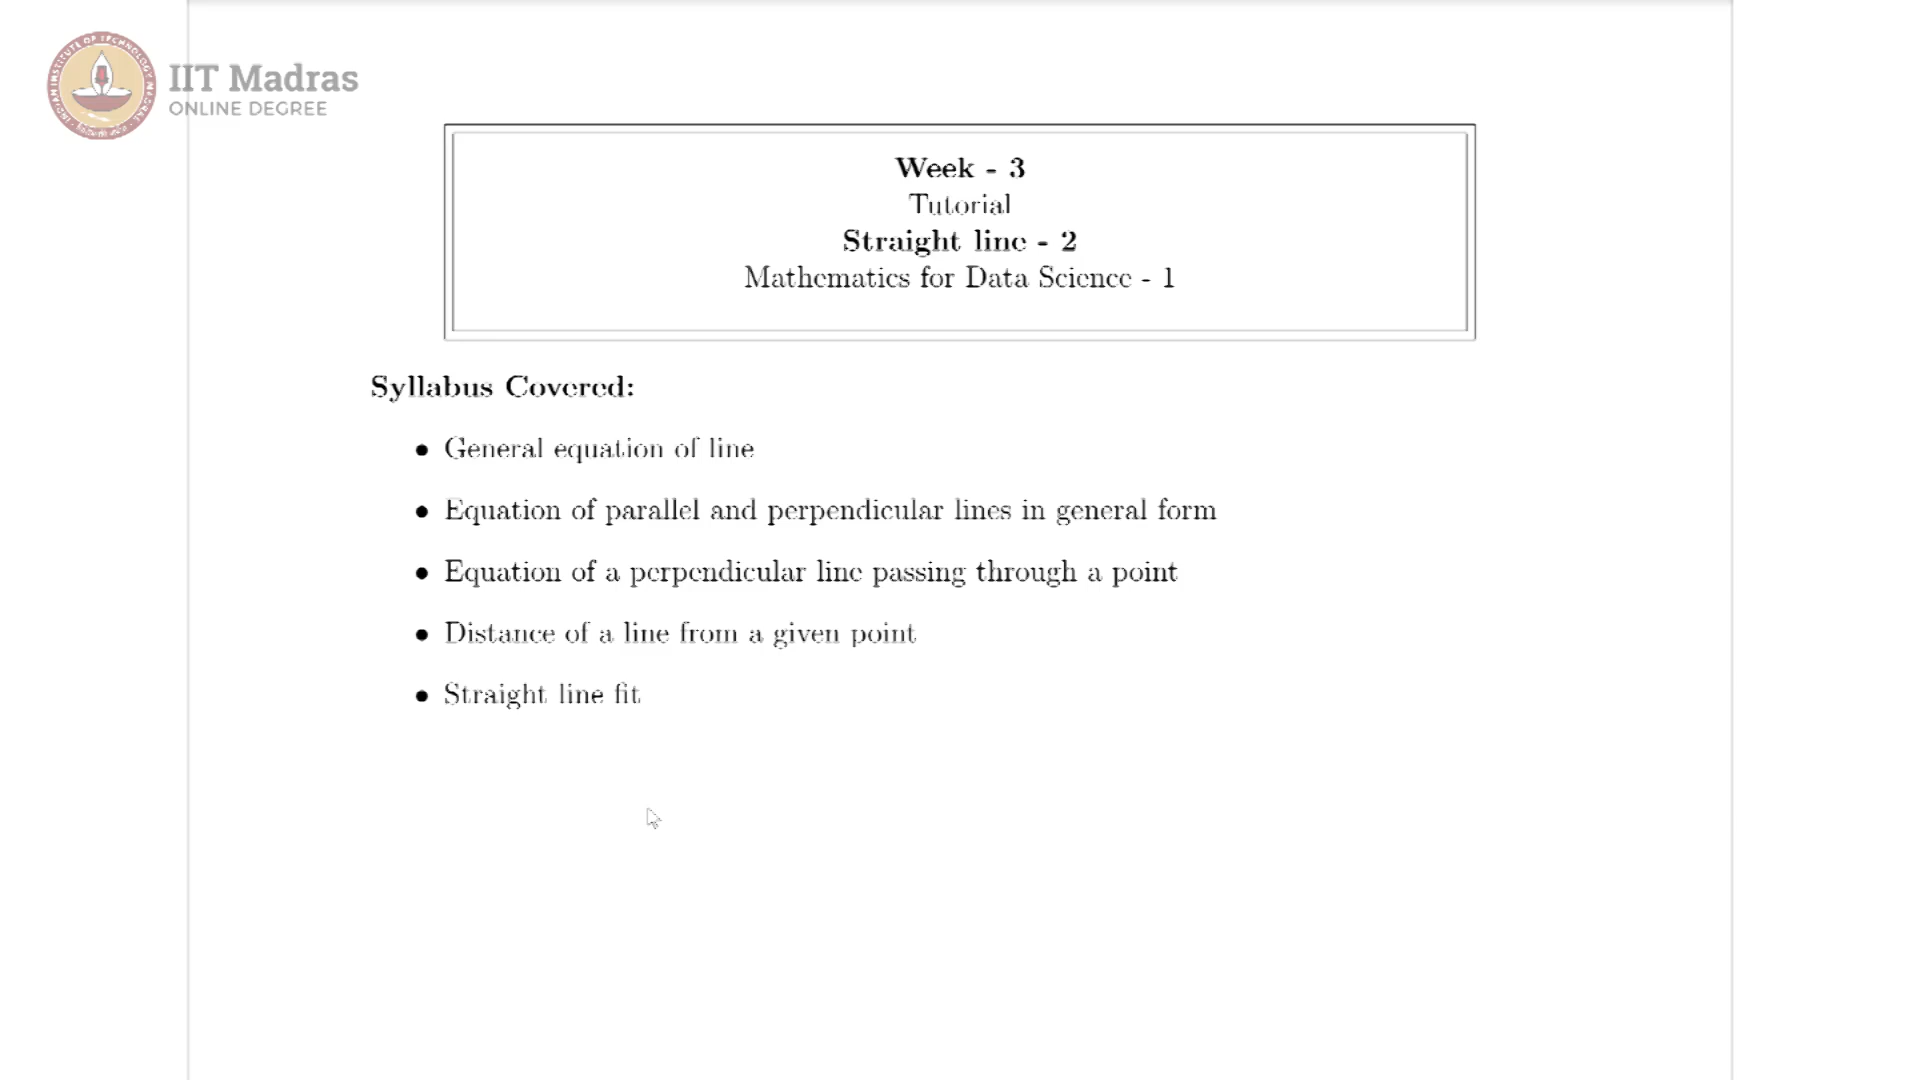 IIT Madras
ONLINE DEGREE
Week - 3
Tutorial
Straight line - 2
Mathematics for Data Science - 1
Syllabus Covered:
• General equation of line
• Equation of parallel and perpendicular lines in general form
• Equation of a perpendicular line passing through a point
• Distance of a line from a given point
• Straight line fit